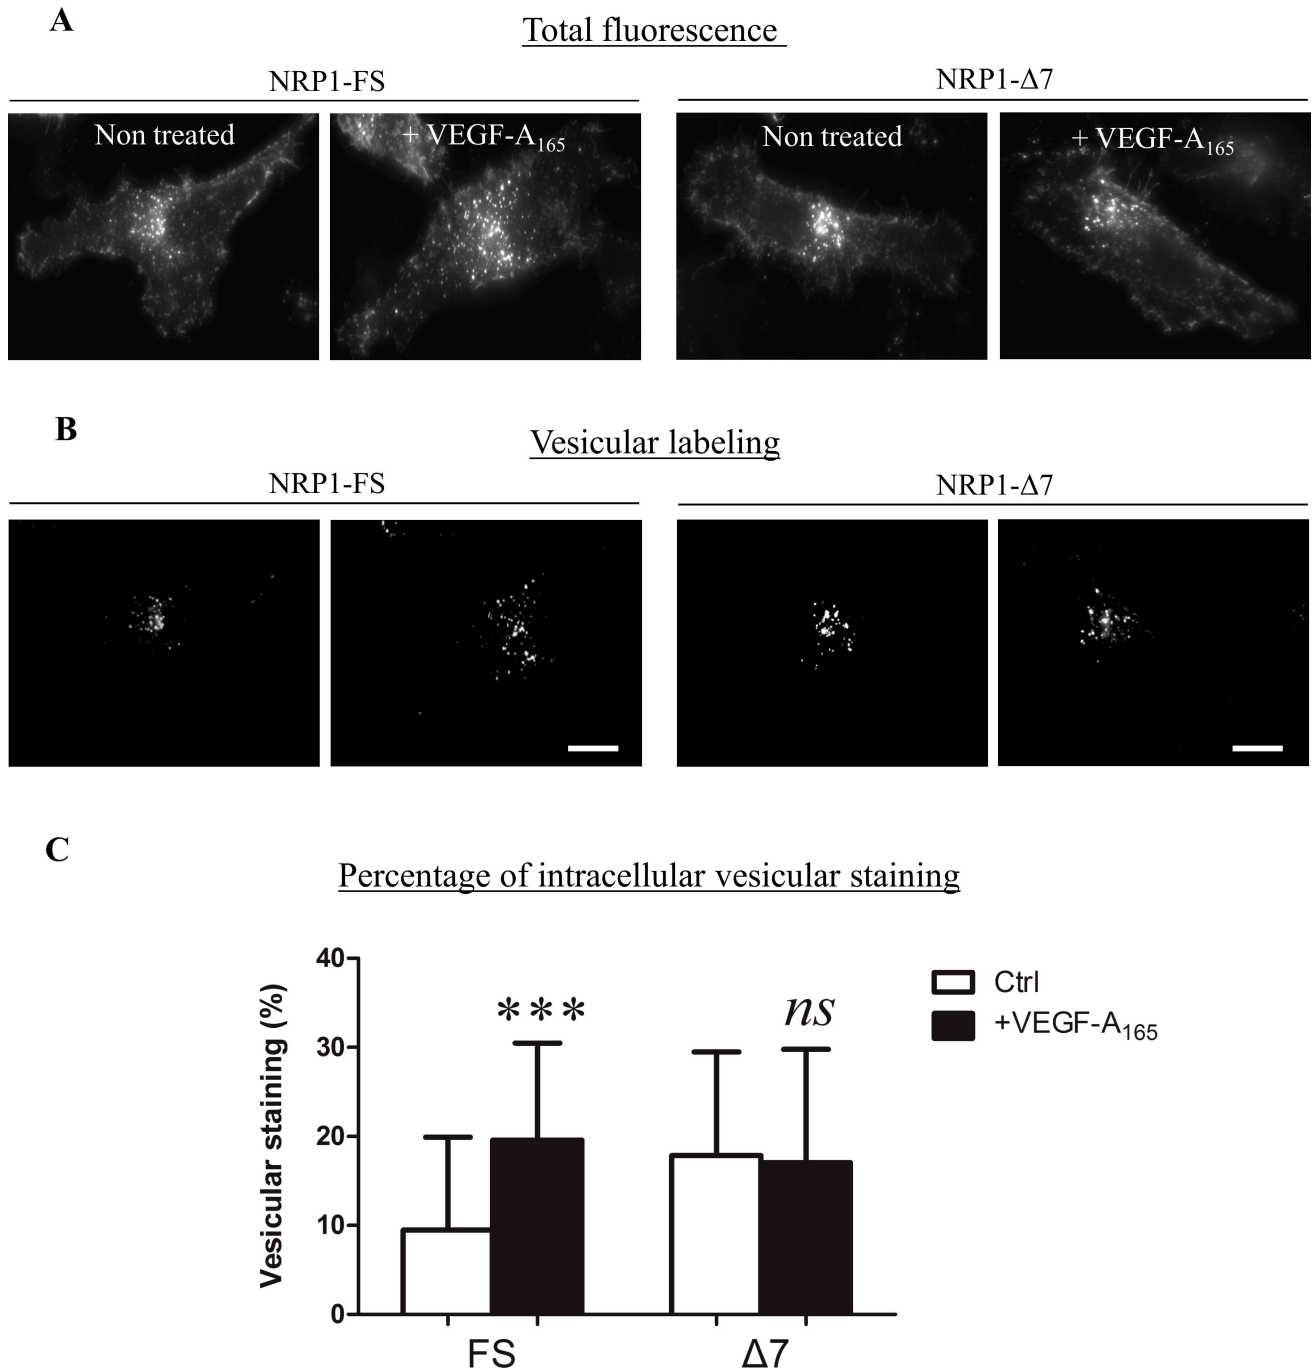 A
Total fluorescence
NRP1-FS
NRP1-Δ7
Non treated
+ VEGF-A165
Non treated
+ VEGF-A165
B
Vesicular labeling
NRP1-FS
NRP1-Δ7
C
Percentage of intracellular vesicular staining
Vesicular staining (%)
40
30
20
10
0
***
ns
FS
Δ7
Ctrl
+VEGF-A165